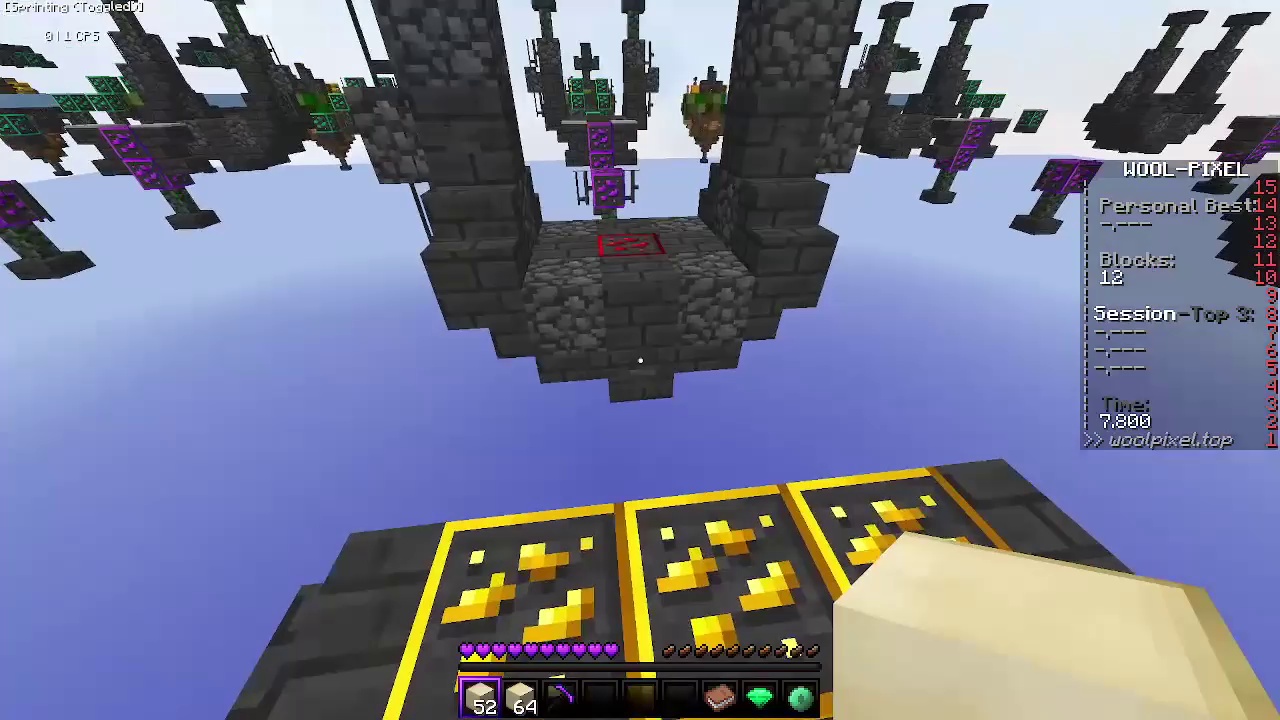 [Sprinting (Toggled)]
0 | 1 CPS
WOOL-PIXEL
15
Personal Best: 14
-,--- 13
12
Blocks: 11
12 10
9
Session-Top 3: 8
-,--- 7
-,--- 6
-,--- 5
4
Time: 3
7.800 2
>> woolpixel.top 1
52
64